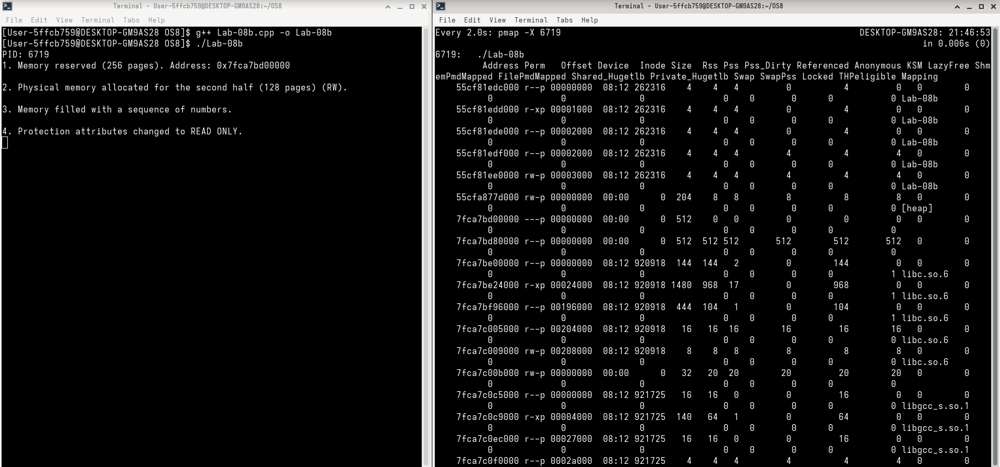 Terminal - User-5ffcb759@DESKTOP-GM9AS28:~/OS8
File Edit View Terminal Tabs Help
[User-5ffcb759@DESKTOP-GM9AS28 OS8]$ g++ Lab-08b.cpp -o Lab-08b
[User-5ffcb759@DESKTOP-GM9AS28 OS8]$ ./Lab-08b
PID: 6719
1. Memory reserved (256 pages). Address: 0x7fca7bd00000
2. Physical memory allocated for the second half (128 pages) (RW).
3. Memory filled with a sequence of numbers.
4. Protection attributes changed to READ ONLY.
Terminal - User-5ffcb759@DESKTOP-GM9AS28:~/OS8
File Edit View Terminal Tabs Help
Every 2.0s: pmap -X 6719 DESKTOP-GM9AS28: 21:46:53
in 0.006s (0)
6719: ./Lab-08b
Address Perm Offset Device Inode Size Rss Pss Pss_Dirty Referenced Anonymous KSM LazyFree Shm
emPmdMapped FilePmdMapped Shared_Hugetlb Private_Hugetlb Swap SwapPss Locked THPeligible Mapping
55cf81edc000 r--p 00000000 08:12 262316 4 4 4 0 4 0 0 0
0 0 0 0 0 0 0 0 Lab-08b
55cf81edd000 r-xp 00001000 08:12 262316 4 4 4 0 4 0 0 0
0 0 0 0 0 0 0 0 Lab-08b
55cf81ede000 r--p 00002000 08:12 262316 4 4 4 0 4 0 0 0
0 0 0 0 0 0 0 0 Lab-08b
55cf81edf000 r--p 00002000 08:12 262316 4 4 4 4 4 4 0 0
0 0 0 0 0 0 0 0 Lab-08b
55cf81ee0000 rw-p 00003000 08:12 262316 4 4 4 4 4 4 0 0
0 0 0 0 0 0 0 0 Lab-08b
55cfa877d000 rw-p 00000000 00:00 0 204 8 8 8 8 8 0 0
0 0 0 0 0 0 0 0 [heap]
7fca7bd00000 ---p 00000000 00:00 0 512 0 0 0 0 0 0 0
0 0 0 0 0 0 0 0
7fca7bd80000 r--p 00000000 00:00 0 512 512 512 512 512 512 0 0
0 0 0 0 0 0 0 0
7fca7be00000 r--p 00000000 08:12 920918 144 144 2 0 144 0 0 0
0 0 0 0 0 0 0 1 libc.so.6
7fca7be24000 r-xp 00024000 08:12 920918 1480 968 17 0 968 0 0 0
0 0 0 0 0 0 0 1 libc.so.6
7fca7bf96000 r--p 00196000 08:12 920918 444 104 1 0 104 0 0 0
0 0 0 0 0 0 0 1 libc.so.6
7fca7c005000 r--p 00204000 08:12 920918 16 16 16 16 16 16 0 0
0 0 0 0 0 0 0 0 libc.so.6
7fca7c009000 rw-p 00208000 08:12 920918 8 8 8 8 8 8 0 0
0 0 0 0 0 0 0 0 libc.so.6
7fca7c00b000 rw-p 00000000 00:00 0 32 20 20 20 20 20 0 0
0 0 0 0 0 0 0 0
7fca7c0c5000 r--p 00000000 08:12 921725 16 16 0 0 16 0 0 0
0 0 0 0 0 0 0 0 libgcc_s.so.1
7fca7c0c9000 r-xp 00004000 08:12 921725 140 64 1 0 64 0 0 0
0 0 0 0 0 0 0 0 libgcc_s.so.1
7fca7c0ec000 r--p 00027000 08:12 921725 16 16 0 0 16 0 0 0
0 0 0 0 0 0 0 0 libgcc_s.so.1
7fca7c0f0000 r--p 0002a000 08:12 921725 4 4 4 4 4 4 0 0